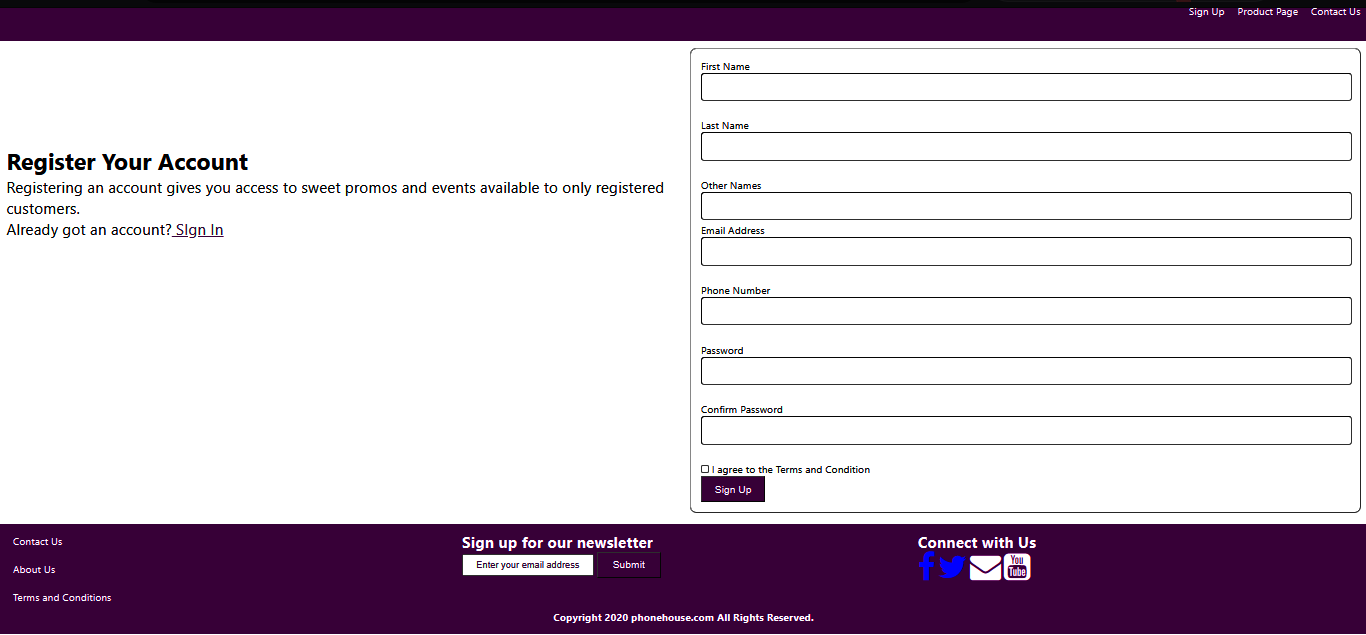 Sign Up Product Page Contact Us
Register Your Account
Registering an account gives you access to sweet promos and events available to only registered
customers.
Already got an account? SIgn In
First Name
Last Name
Other Names
Email Address
Phone Number
Password
Confirm Password
I agree to the Terms and Condition
Sign Up
Contact Us
About Us
Terms and Conditions
Sign up for our newsletter
Enter your email address Submit
Connect with Us
You
Tube
Copyright 2020 phonehouse.com All Rights Reserved.